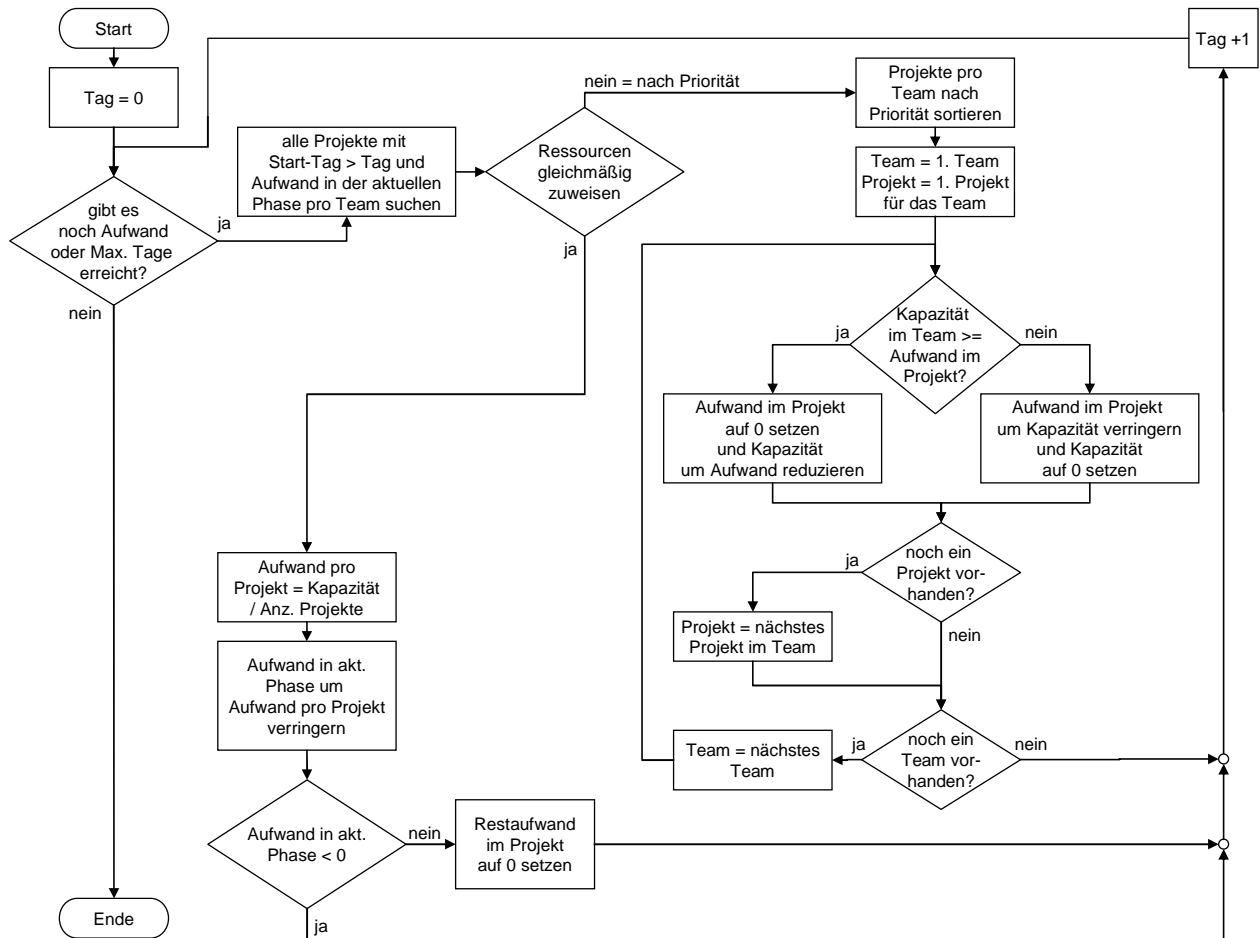 Start
Tag = 0
gibt es
noch Aufwand
oder Max. Tage
erreicht?
ja
nein
Ende
alle Projekte mit
Start-Tag > Tag und
Aufwand in der aktuellen
Phase pro Team suchen
Ressourcen
gleichmäßig
zuweisen
nein = nach Priorität
ja
Projekte pro
Team nach
Priorität sortieren
Team = 1. Team
Projekt = 1. Projekt
für das Team
Kapazität
im Team >=
Aufwand im
Projekt?
ja
nein
Aufwand im Projekt
auf 0 setzen
und Kapazität
um Aufwand reduzieren
Aufwand im Projekt
um Kapazität verringern
und Kapazität
auf 0 setzen
noch ein
Projekt vor-
handen?
ja
nein
Projekt = nächstes
Projekt im Team
noch ein
Team vor-
handen?
ja
nein
Team = nächstes
Team
Tag +1
Aufwand pro
Projekt = Kapazität
/ Anz. Projekte
Aufwand in akt.
Phase um
Aufwand pro Projekt
verringern
Aufwand in akt.
Phase < 0
nein
ja
Restaufwand
im Projekt
auf 0 setzen